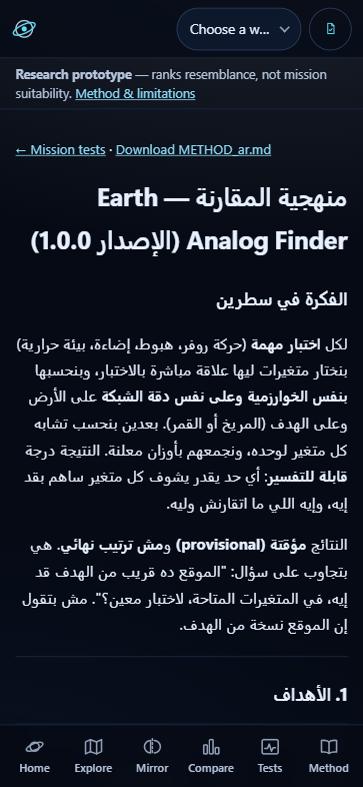 Choose a w...
Research prototype — ranks resemblance, not mission
suitability. Method & limitations
← Mission tests · Download METHOD_ar.md
منهجية المقارنة — Earth
Analog Finder (الإصدار 1.0.0)
الفكرة في سطرين
لكل اختبار مهمة (حركة روفر، هبوط، إضاءة، بيئة حرارية)
بنختار متغيرات ليها علاقة مباشرة بالاختبار، وبنحسبها
بنفس الخوارزمية وعلى نفس دقة الشبكة على الأرض
وعلى الهدف (المريخ أو القمر). بعدين بنحسب تشابه
كل متغير لوحده، ونجمعهم بأوزان معلنة. النتيجة درجة
قابلة للتفسير: أي حد يقدر يشوف كل متغير ساهم بقد
إيه، وإيه اللي ما اتقارنش وليه.
النتائج مؤقتة (provisional) ومش ترتيب نهائي. هي
بتجاوب على سؤال: "الموقع ده قريب من الهدف قد
إيه، في المتغيرات المتاحة، لاختبار معين؟". مش بتقول
إن الموقع نسخة من الهدف.
1. الأهداف
Home
Explore
Mirror
Compare
Tests
Method